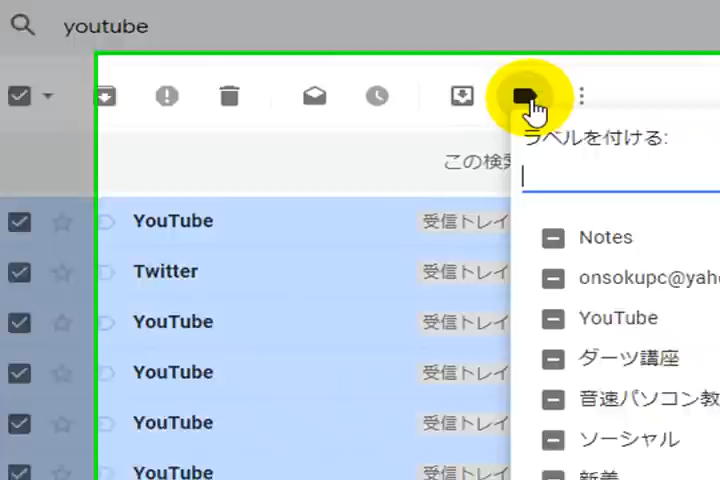 youtube
この検索
ラベルを付ける:
YouTube
受信トレイ
Twitter
受信トレイ
YouTube
受信トレイ
YouTube
受信トレイ
YouTube
受信トレイ
YouTube
受信トレイ
Notes
onsokupc@yaho
YouTube
ダーツ講座
音速パソコン教
ソーシャル
新着